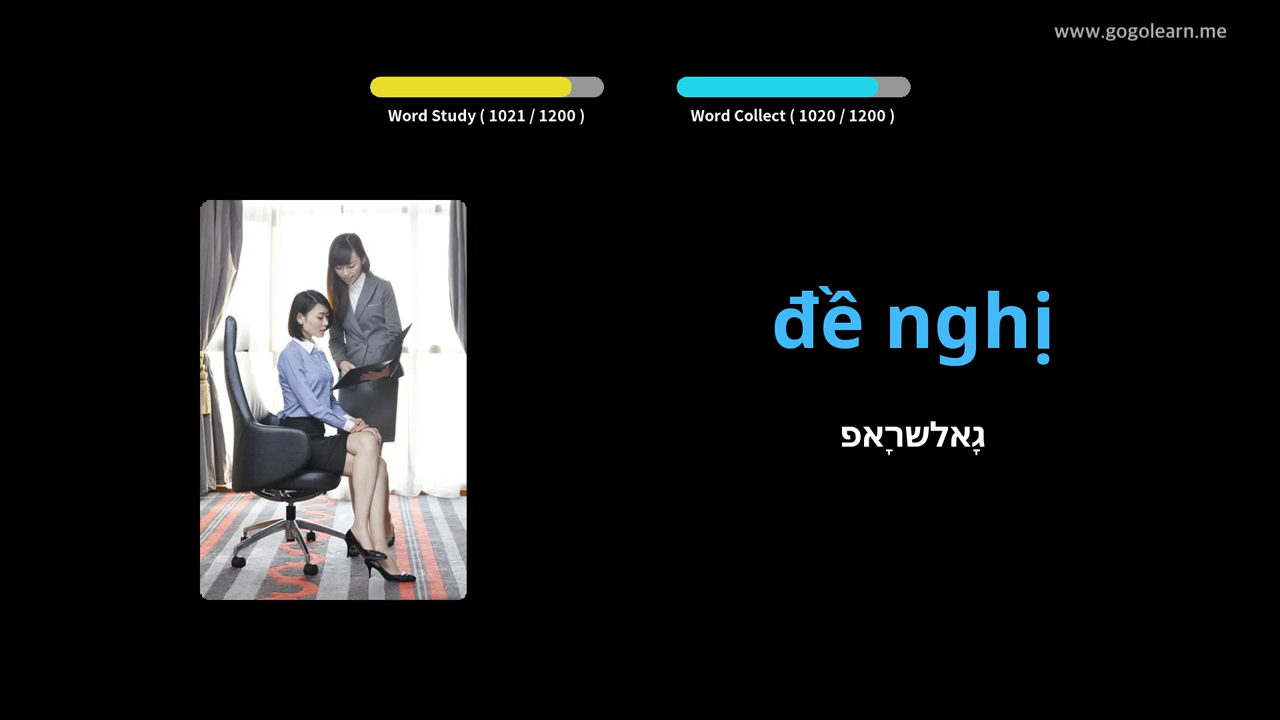 www.gogolearn.me
Word Study ( 1021 / 1200 )
Word Collect ( 1020 / 1200 )
đề nghị
גָאלשרָאפ